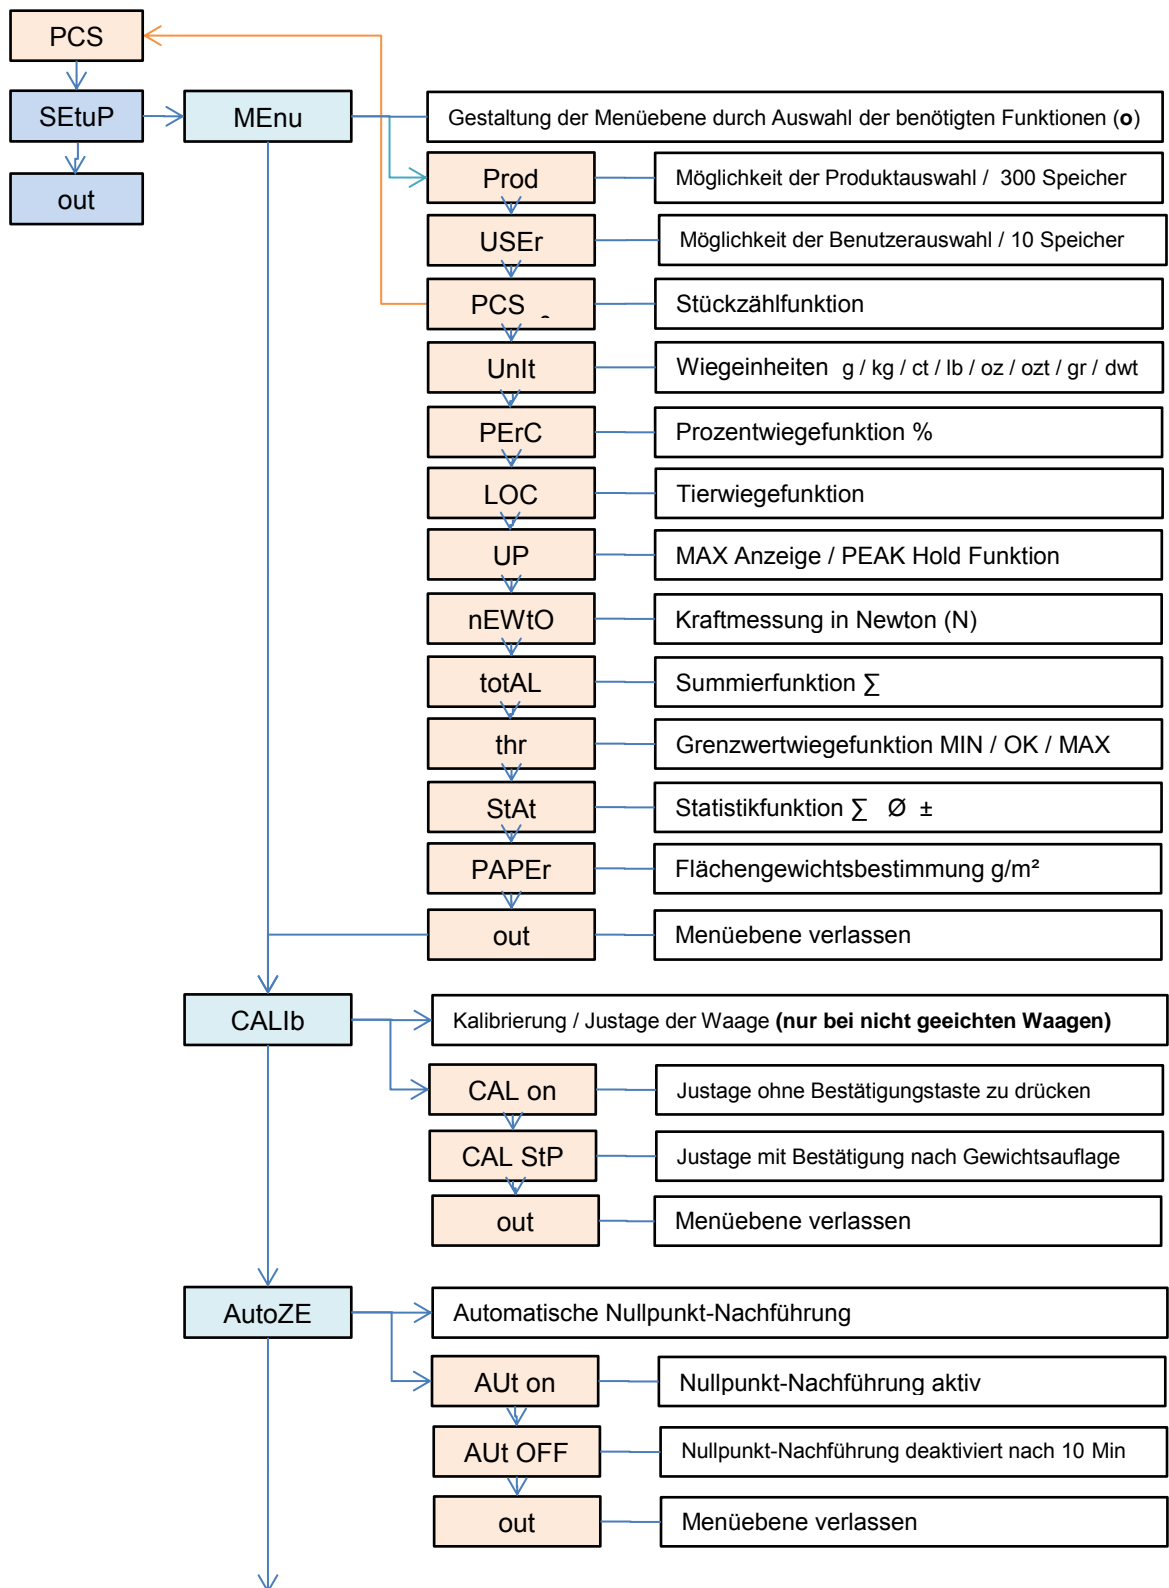 PCS
SEtuP
MEnu
Gestaltung der Menüebene durch Auswahl der benötigten Funktionen (o)
out
Prod
Möglichkeit der Produktauswahl / 300 Speicher
USEr
Möglichkeit der Benutzerauswahl / 10 Speicher
PCS
Stückzählfunktion
UnIt
Wiegeinheiten g / kg / ct / lb / oz / ozt / gr / dwt
PErC
Prozentwiegefunktion %
LOC
Tierwiegefunktion
UP
MAX Anzeige / PEAK Hold Funktion
nEWtO
Kraftmessung in Newton (N)
totAL
Summierfunktion ∑
thr
Grenzwertwiegefunktion MIN / OK / MAX
StAt
Statistikfunktion ∑ Ø ±
PAPEr
Flächengewichtsbestimmung g/m²
out
Menüebene verlassen
CALIb
Kalibrierung / Justage der Waage (nur bei nicht geeichten Waagen)
CAL on
Justage ohne Bestätigungstaste zu drücken
CAL StP
Justage mit Bestätigung nach Gewichtsauflage
out
Menüebene verlassen
AutoZE
Automatische Nullpunkt-Nachführung
AUt on
Nullpunkt-Nachführung aktiv
AUt OFF
Nullpunkt-Nachführung deaktiviert nach 10 Min
out
Menüebene verlassen